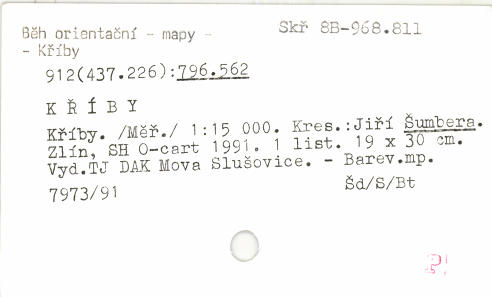 Běh orientační - mapy -
- Kříby
Skř 8B-968.811
912(437.226):796.562
KŘÍBY
Kříby. /Měř./ 1:15 000. Kres.:Jiří Šumbera.
Zlín, SH O-cart 1991. 1 list. 19 x 30 cm.
Vyd.TJ DAK Mova Slušovice. - Barev.mp.
7973/91
Šd/S/Bt